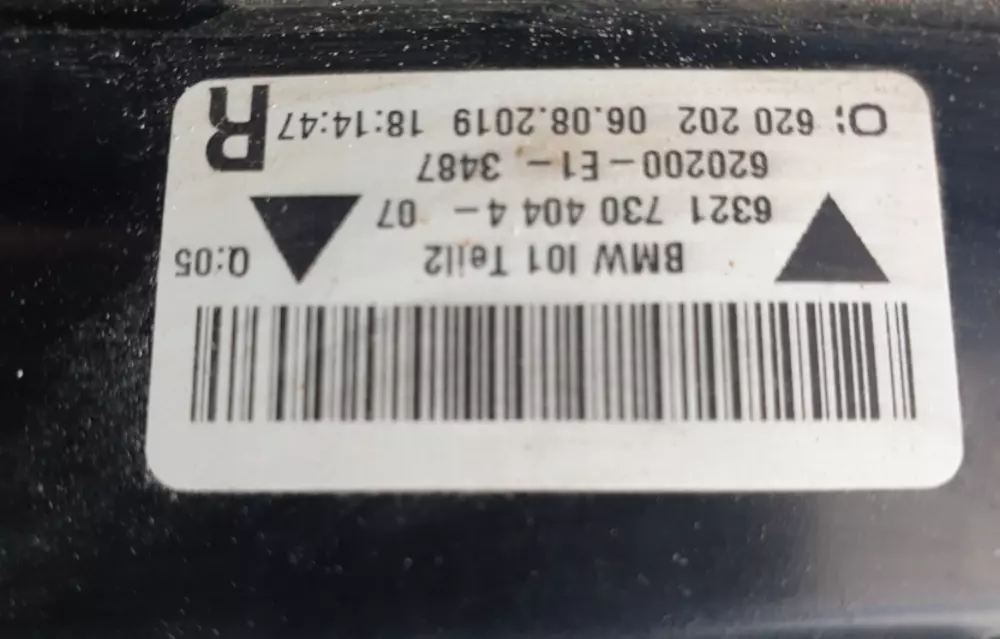 BMW I01 Teil2 Q:05
6321 730 404 4 - 07
620200 - E1 - 3487
O: 620 202 06.08.2019 18:14:47
R